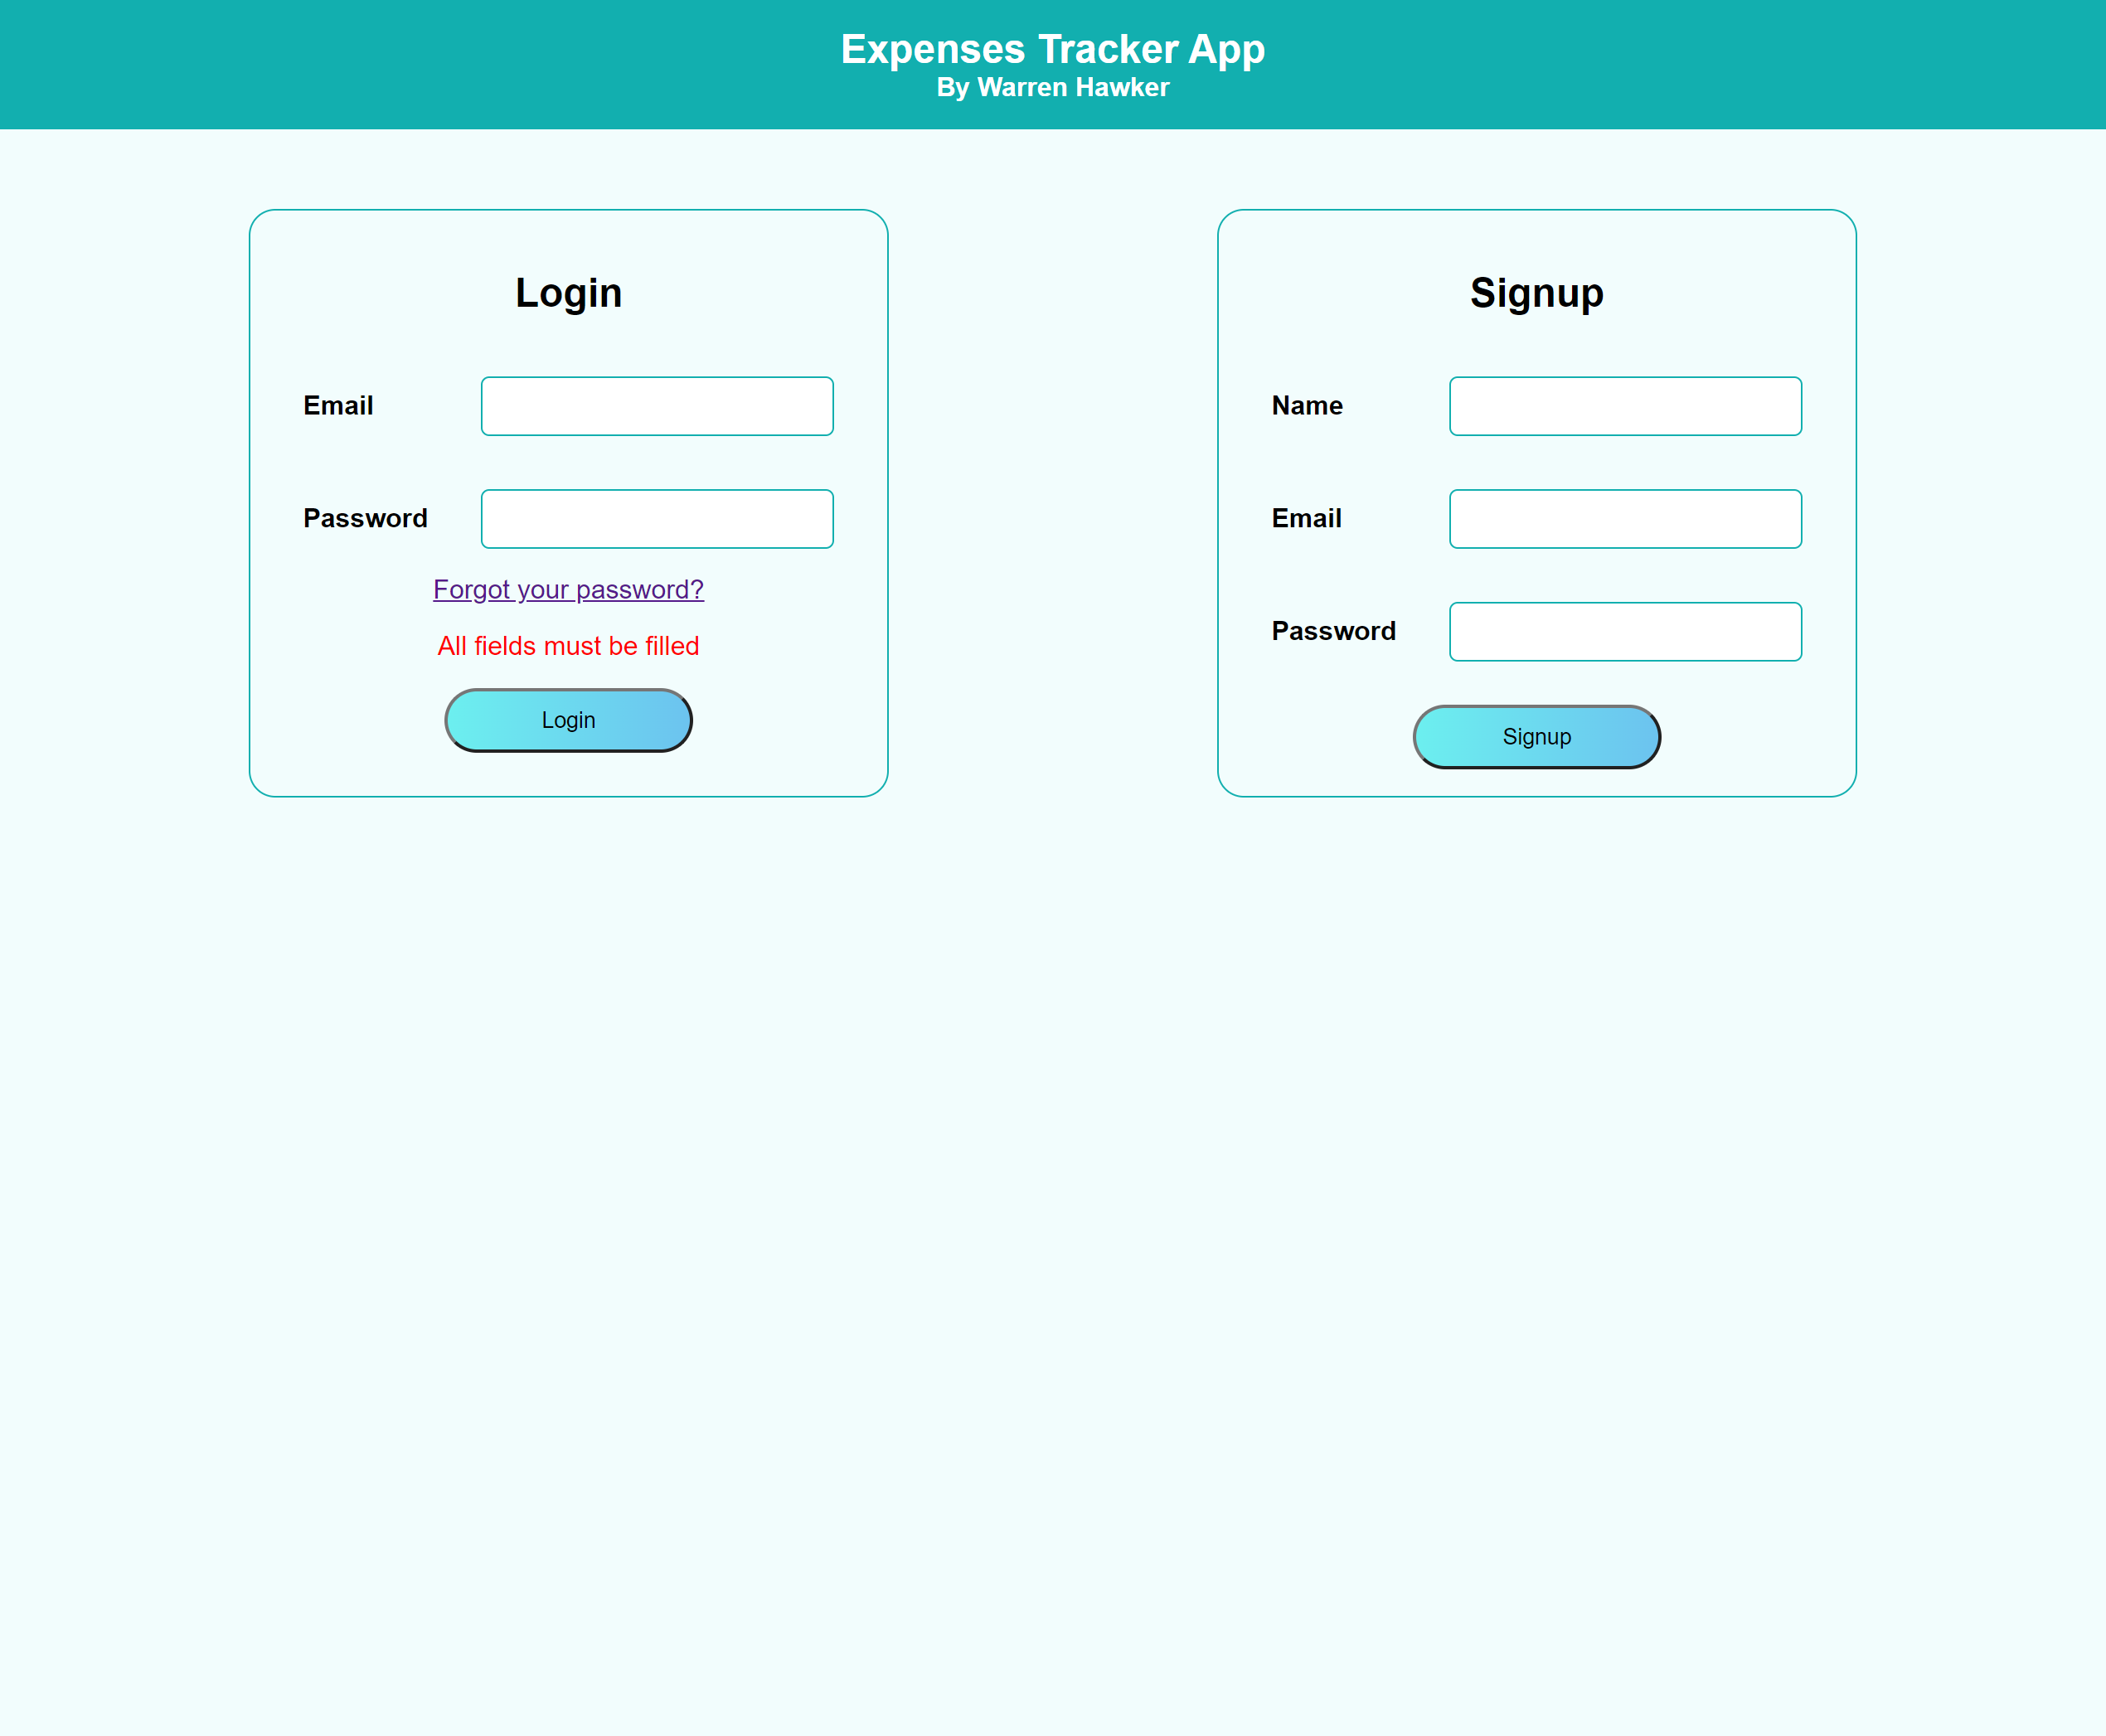 Expenses Tracker App
By Warren Hawker
Login
Email
Password
Forgot your password?
All fields must be filled
Login
Signup
Name
Email
Password
Signup